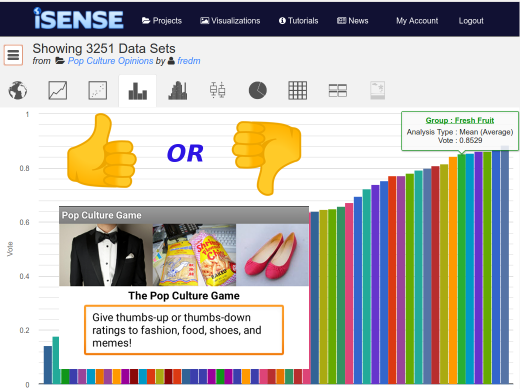 iSENSE Projects Visualizations Tutorials News My Account Logout
Showing 3251 Data Sets
from Pop Culture Opinions by fredm
Group : Fresh Fruit
Analysis Type : Mean (Average)
Vote : 0.8529
1
0.8
0.6
0.4
0.2
0
Vote
OR
Pop Culture Game
The Pop Culture Game
Give thumbs-up or thumbs-down
ratings to fashion, food, shoes, and
memes!